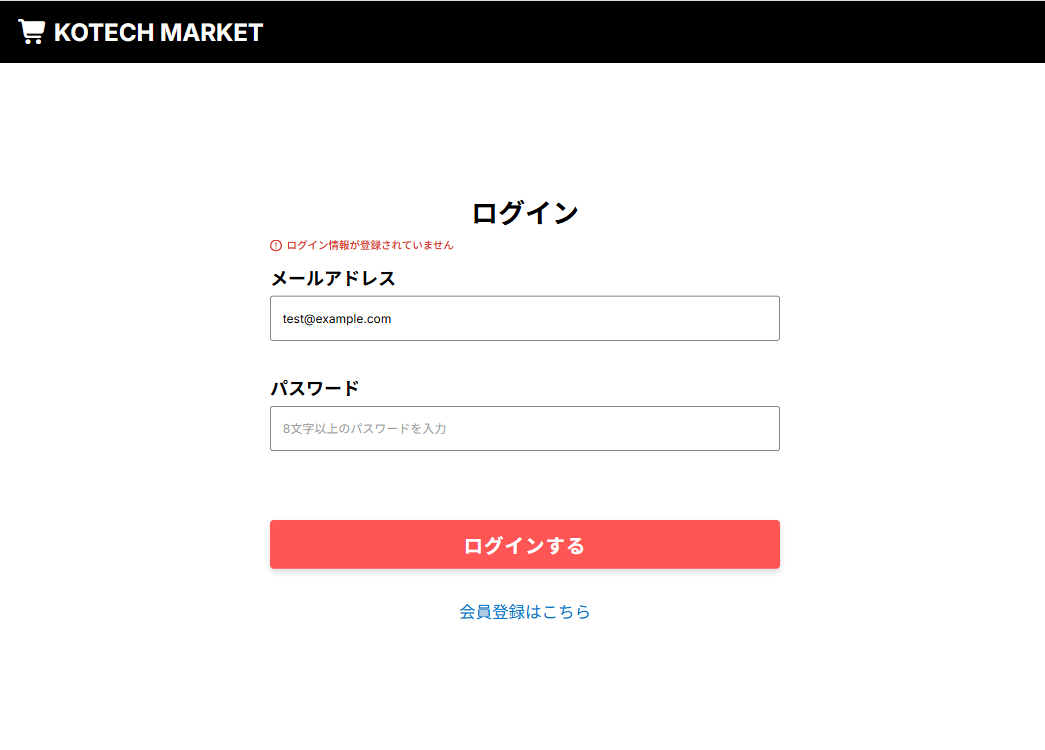 KOTECH MARKET
ログイン
ログイン情報が登録されていません
メールアドレス
test@example.com
パスワード
8文字以上のパスワードを入力
ログインする
会員登録はこちら